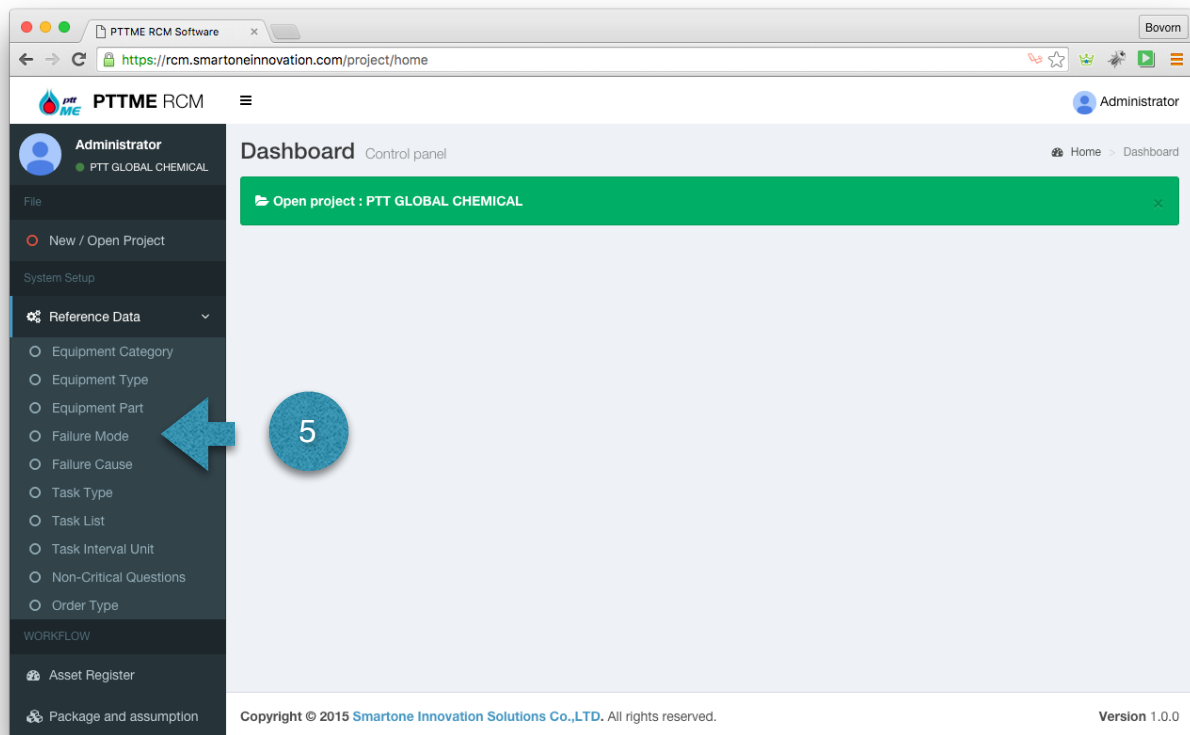 PTTME RCM Software
Bovorn
https://rcm.smartoneinnovation.com/project/home
ptt ME PTTME RCM
Administrator
Administrator
PTT GLOBAL CHEMICAL
Dashboard Control panel
Home > Dashboard
Open project : PTT GLOBAL CHEMICAL
×
File
New / Open Project
System Setup
Reference Data
Equipment Category
Equipment Type
Equipment Part
Failure Mode
5
Failure Cause
Task Type
Task List
Task Interval Unit
Non-Critical Questions
Order Type
WORKFLOW
Asset Register
Package and assumption
Copyright © 2015 Smartone Innovation Solutions Co.,LTD. All rights reserved.
Version 1.0.0